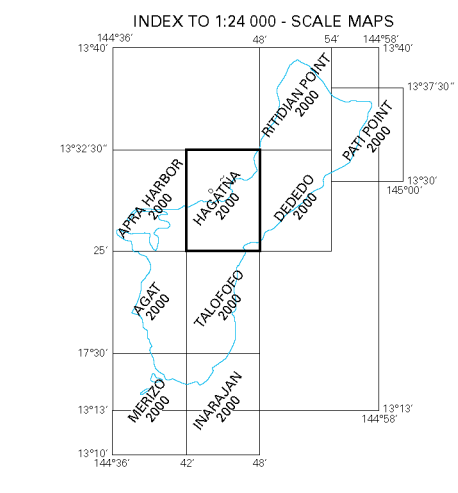 INDEX TO 1:24 000 - SCALE MAPS
144°36' 48' 54' 144°58'
13°40' 13°40'
RITIDIAN POINT
2000
13°37'30"
PATI POINT
2000
13°32'30"
APRA HARBOR
2000
HAGÅTÑA
2000
DEDEDO
2000
13°30'
145°00'
25'
AGAT
2000
TALOFOFO
2000
17°30'
MERIZO
2000
INARAJAN
2000
13°13' 13°13'
144°58'
13°10'
144°36' 42' 48'